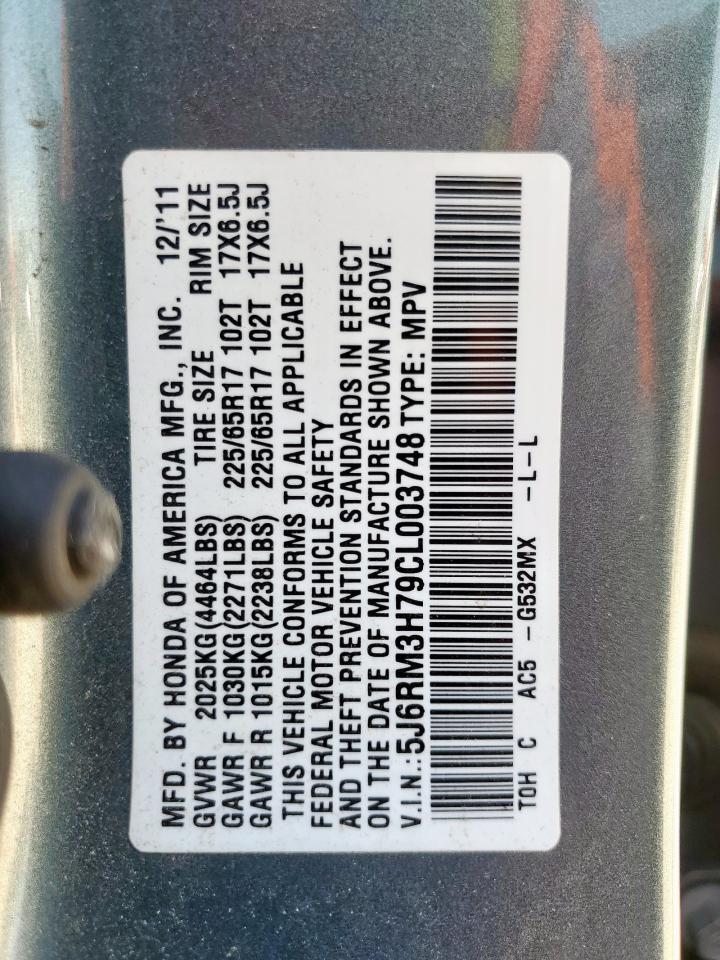 MFD. BY HONDA OF AMERICA MFG., INC. 12/'11
GVWR 2025KG(4464LBS) TIRE SIZE RIM SIZE
GAWR F 1030KG(2271LBS) 225/65R17 102T 17X6.5J
GAWR R 1015KG(2238LBS) 225/65R17 102T 17X6.5J
THIS VEHICLE CONFORMS TO ALL APPLICABLE
FEDERAL MOTOR VEHICLE SAFETY
AND THEFT PREVENTION STANDARDS IN EFFECT
ON THE DATE OF MANUFACTURE SHOWN ABOVE.
V.I.N.:5J6RM3H79CL003748 TYPE: MPV
TOH C AC5 -G532MX -L-L